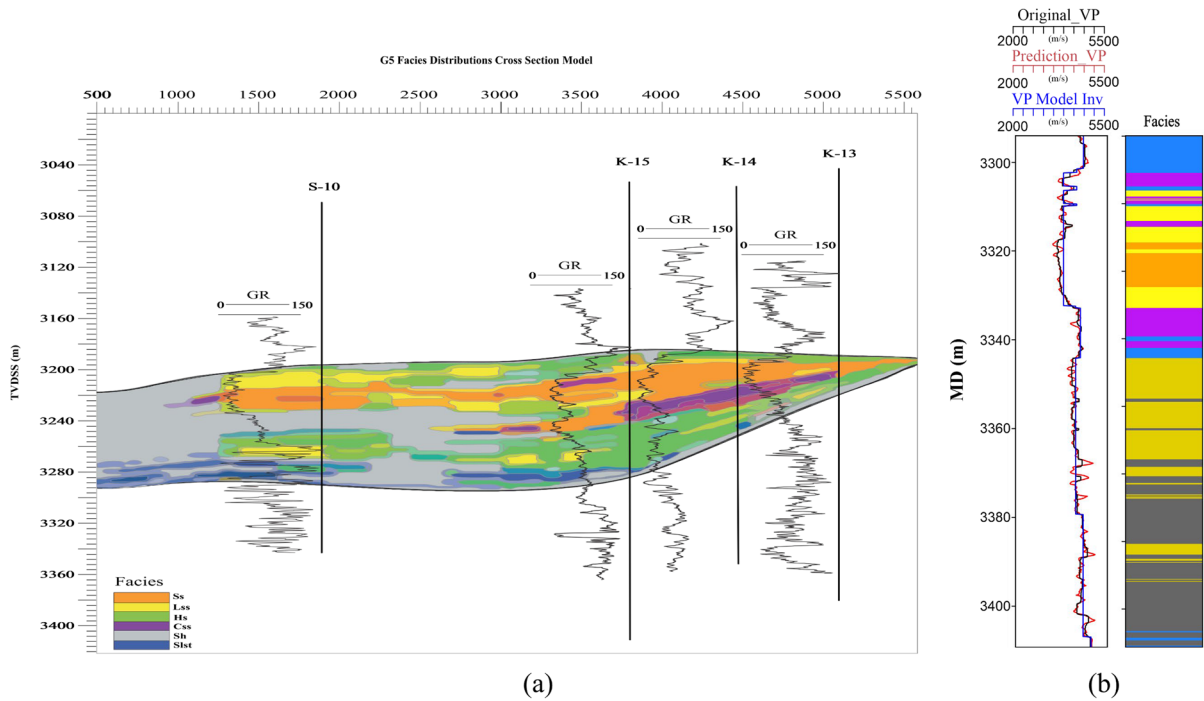 G5 Facies Distributions Cross Section Model
500 1000 1500 2000 2500 3000 3500 4000 4500 5000 5500
TVDSS (m)
3040
3080
3120
3160
3200
3240
3280
3320
3360
3400
S-10
K-15
K-14
K-13
GR
0 150
GR
0 150
GR
0 150
GR
0 150
Facies
Ss
Lss
Hs
Css
Sh
Slst
(a)
Original_VP
2000 (m/s) 5500
Prediction_VP
2000 (m/s) 5500
VP Model Inv
2000 (m/s) 5500
Facies
MD (m)
3300
3320
3340
3360
3380
3400
(b)